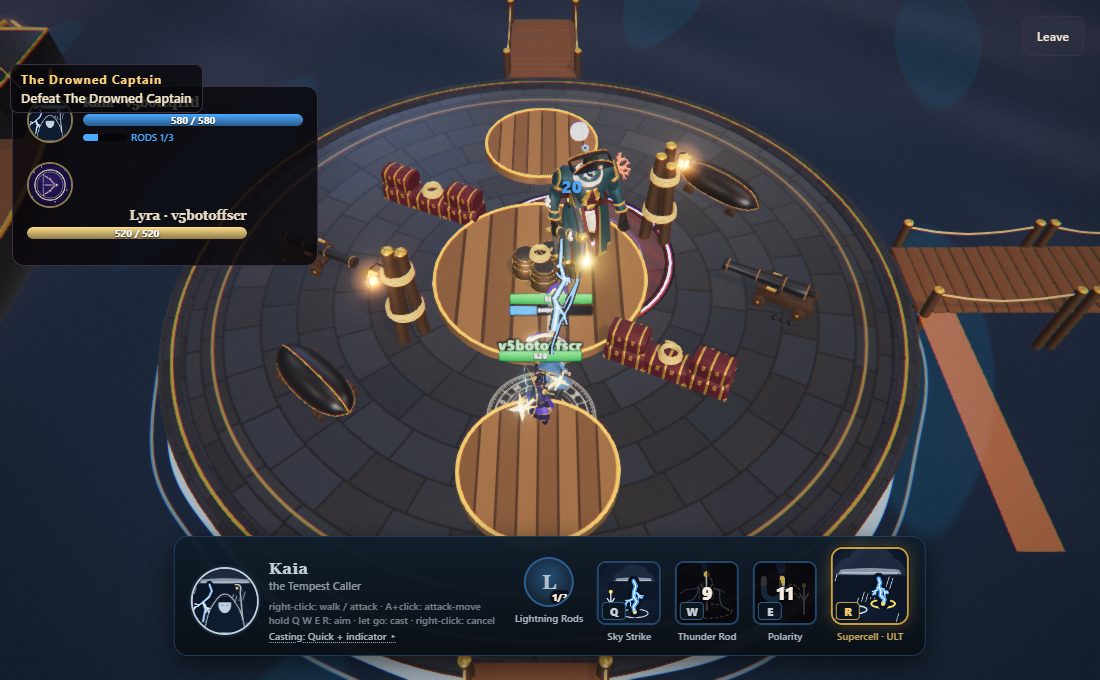 Leave
The Drowned Captain
Defeat The Drowned Captain
580 / 580
RODS 1/3
Lyra · v5botoffscr
520 / 520
20
v5botoffscr
520
Kaia
the Tempest Caller
right-click: walk / attack · A+click: attack-move
hold Q W E R: aim · let go: cast · right-click: cancel
Casting: Quick + indicator ▸
L
1/3
Lightning Rods
Q
Sky Strike
9
W
Thunder Rod
11
E
Polarity
R
Supercell · ULT